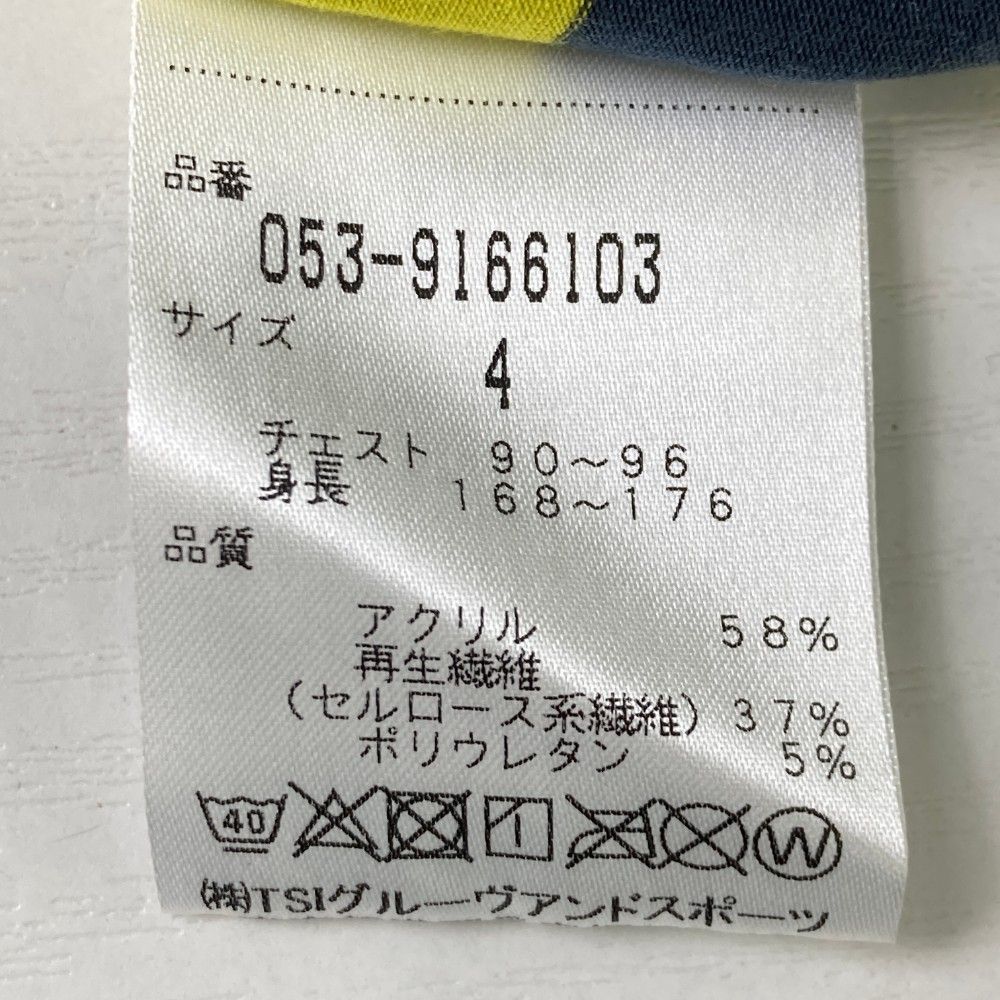 品番
053-9166103
サイズ
4
チェスト 90～96
身長 168～176
品質
アクリル 58%
再生繊維
(セルロース系繊維) 37%
ポリウレタン 5%
40 W
(株)TSIグルーヴアンドスポーツ